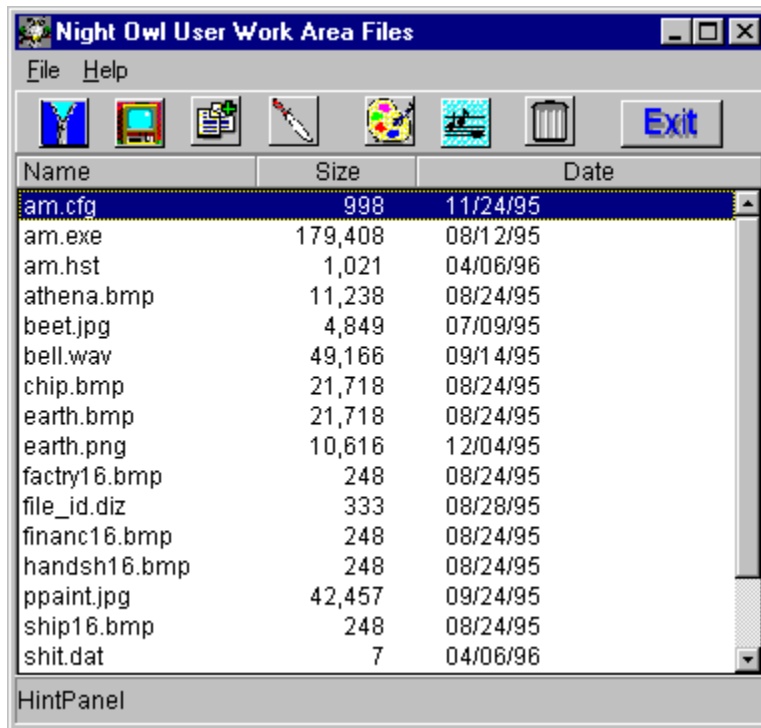 Night Owl User Work Area Files
File Help
Exit
Name Size Date
am.cfg 998 11/24/95
am.exe 179,408 08/12/95
am.hst 1,021 04/06/96
athena.bmp 11,238 08/24/95
beet.jpg 4,849 07/09/95
bell.wav 49,166 09/14/95
chip.bmp 21,718 08/24/95
earth.bmp 21,718 08/24/95
earth.png 10,616 12/04/95
factry16.bmp 248 08/24/95
file_id.diz 333 08/28/95
financ16.bmp 248 08/24/95
handsh16.bmp 248 08/24/95
ppaint.jpg 42,457 09/24/95
ship16.bmp 248 08/24/95
shit.dat 7 04/06/96
HintPanel